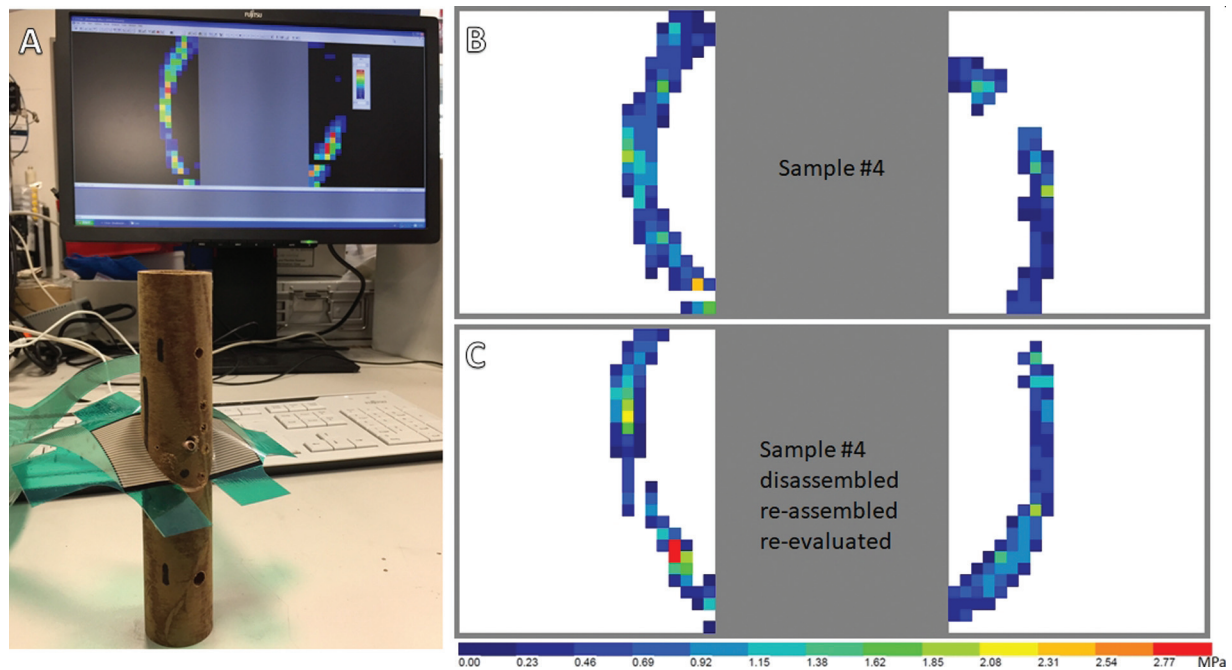 A
FUJITSU
B
Sample #4
C
Sample #4
disassembled
re-assembled
re-evaluated
0.00 0.23 0.46 0.69 0.92 1.15 1.38 1.62 1.85 2.08 2.31 2.54 2.77 MPa